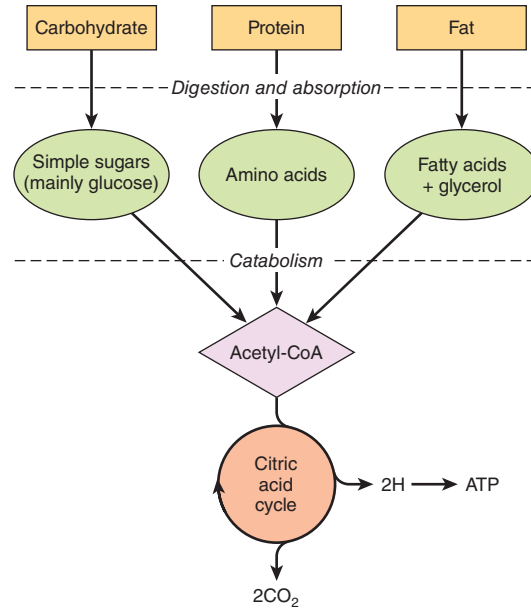 Carbohydrate
Protein
Fat
Digestion and absorption
Simple sugars
(mainly glucose)
Amino acids
Fatty acids
+ glycerol
Catabolism
Acetyl-CoA
Citric
acid
cycle
2H
ATP
2CO₂